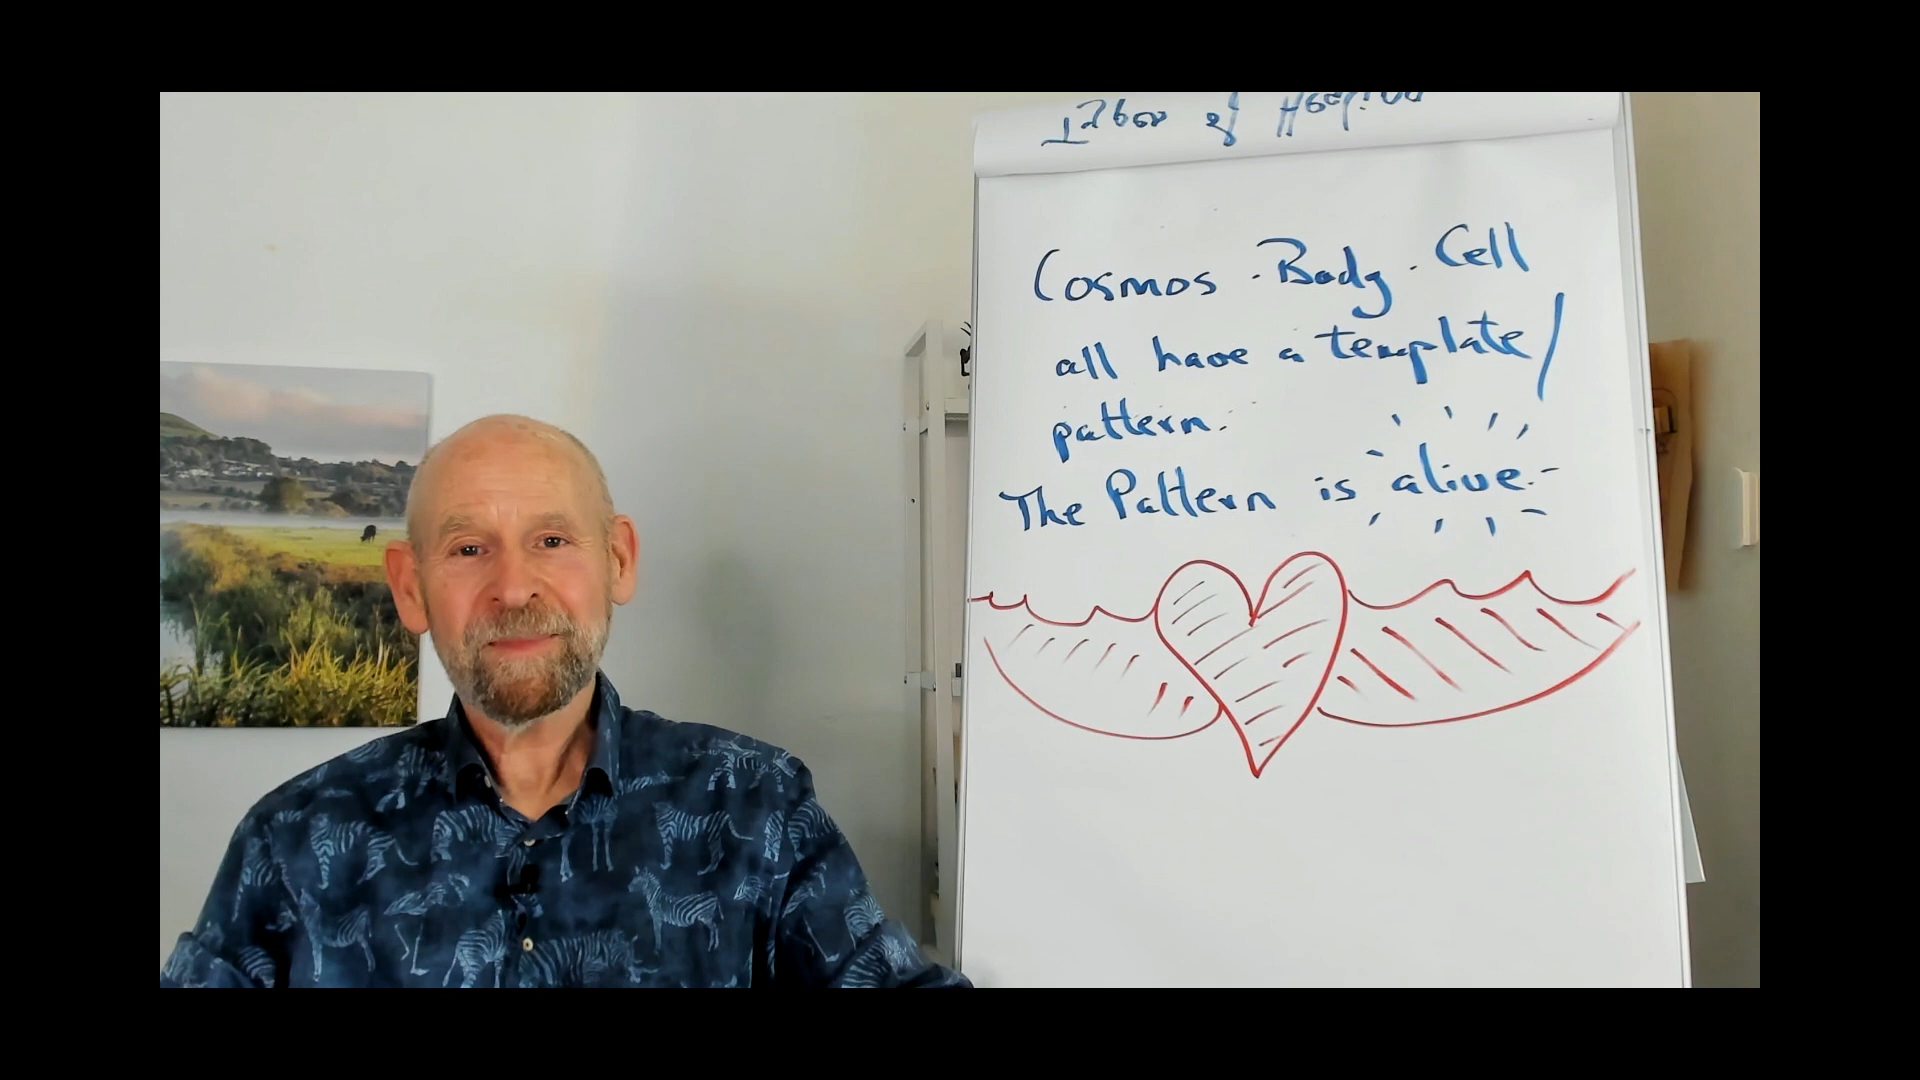 Cosmos . Body . Cell
all have a template/
pattern.
The Pattern is alive.